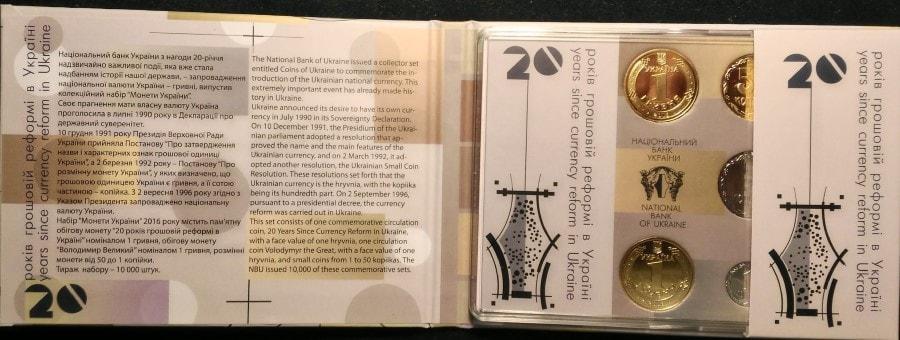 років грошовій реформі в Україні
years since currency reform in Ukraine
20
Національний банк України з нагоди 20-річчя
надзвичайно важливої події, яка вже стала
надбанням історії нашої держави, – запровадження
національної валюти України – гривні, випустив
колекційний набір "Монети України".
Своє прагнення мати власну валюту Україна
проголосила в липні 1990 року в Декларації про
державний суверенітет.
10 грудня 1991 року Президія Верховної Ради
України прийняла Постанову "Про затвердження
назви і характерних ознак грошової одиниці
України", а 2 березня 1992 року – Постанову "Про
розмінну монету України", у яких визначено, що
грошовою одиницею України є гривня, а її сотою
частиною – копійка. З 2 вересня 1996 року згідно з
Указом Президента запроваджено національну
валюту України.
Набір "Монети України" 2016 року містить пам'ятну
обігову монету "20 років грошовій реформі в
Україні" номіналом 1 гривня, обігову монету
"Володимир Великий" номіналом 1 гривня, розмінні
монети від 50 до 1 копійки.
Тираж набору – 10 000 штук.
The National Bank of Ukraine issued a collector set
entitled Coins of Ukraine to commemorate the in-
troduction of the Ukrainian national currency. This
extremely important event has already made his-
tory in Ukraine.
Ukraine announced its desire to have its own cur-
rency in July 1990 in its Sovereignty Declaration.
On 10 December 1991, the Presidium of the Ukrai-
nian parliament adopted a resolution that ap-
proved the name and the main features of the
Ukrainian currency, and on 2 March 1992, it ad-
opted another resolution, the Ukrainian Small Coin
Resolution. These resolutions set forth that the
Ukrainian currency is the hryvnia, with the kopiika
being its hundredth part. On 2 September 1996,
pursuant to a presidential decree, the currency
reform was carried out in Ukraine.
This set consists of one commemorative circulation
coin, 20 Years Since Currency Reform in Ukraine,
with a face value of one hryvnia, one circulation
coin Volodymyr the Great, with a face value of one
hryvnia, and small coins from 1 to 50 kopiikas. The
NBU issued 10,000 of these commemorative sets.
20
років грошовій реформі в Україні
years since currency reform in Ukraine
УКРАЇНА
1
НАЦІОНАЛЬНИЙ
БАНК
УКРАЇНИ
NATIONAL
BANK
OF UKRAINE
1
20
років грошовій реформі в Україні
years since currency reform in Ukraine